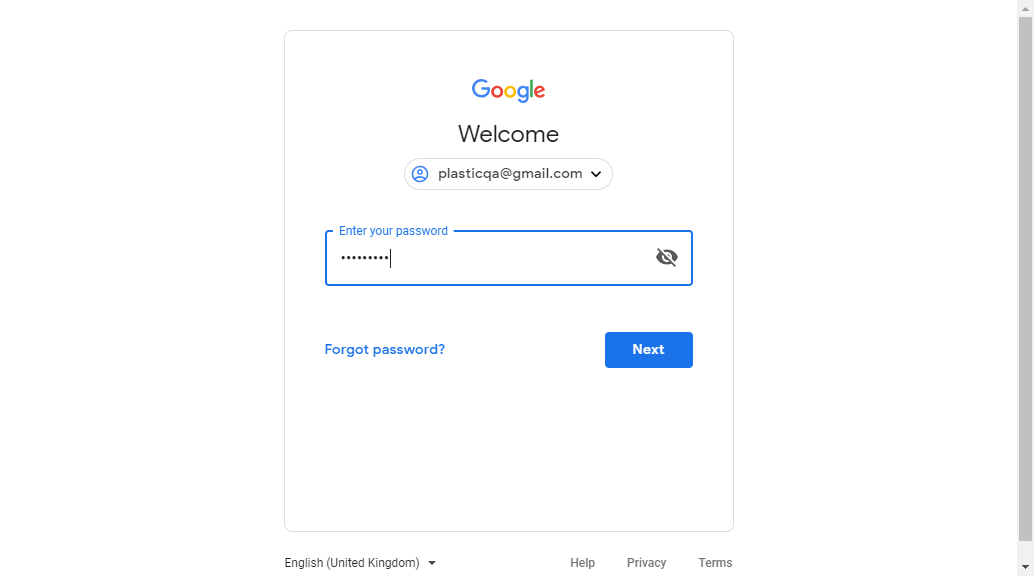 Google
Welcome
plasticqa@gmail.com
Enter your password
•••••••••
Forgot password?
Next
English (United Kingdom)
Help
Privacy
Terms